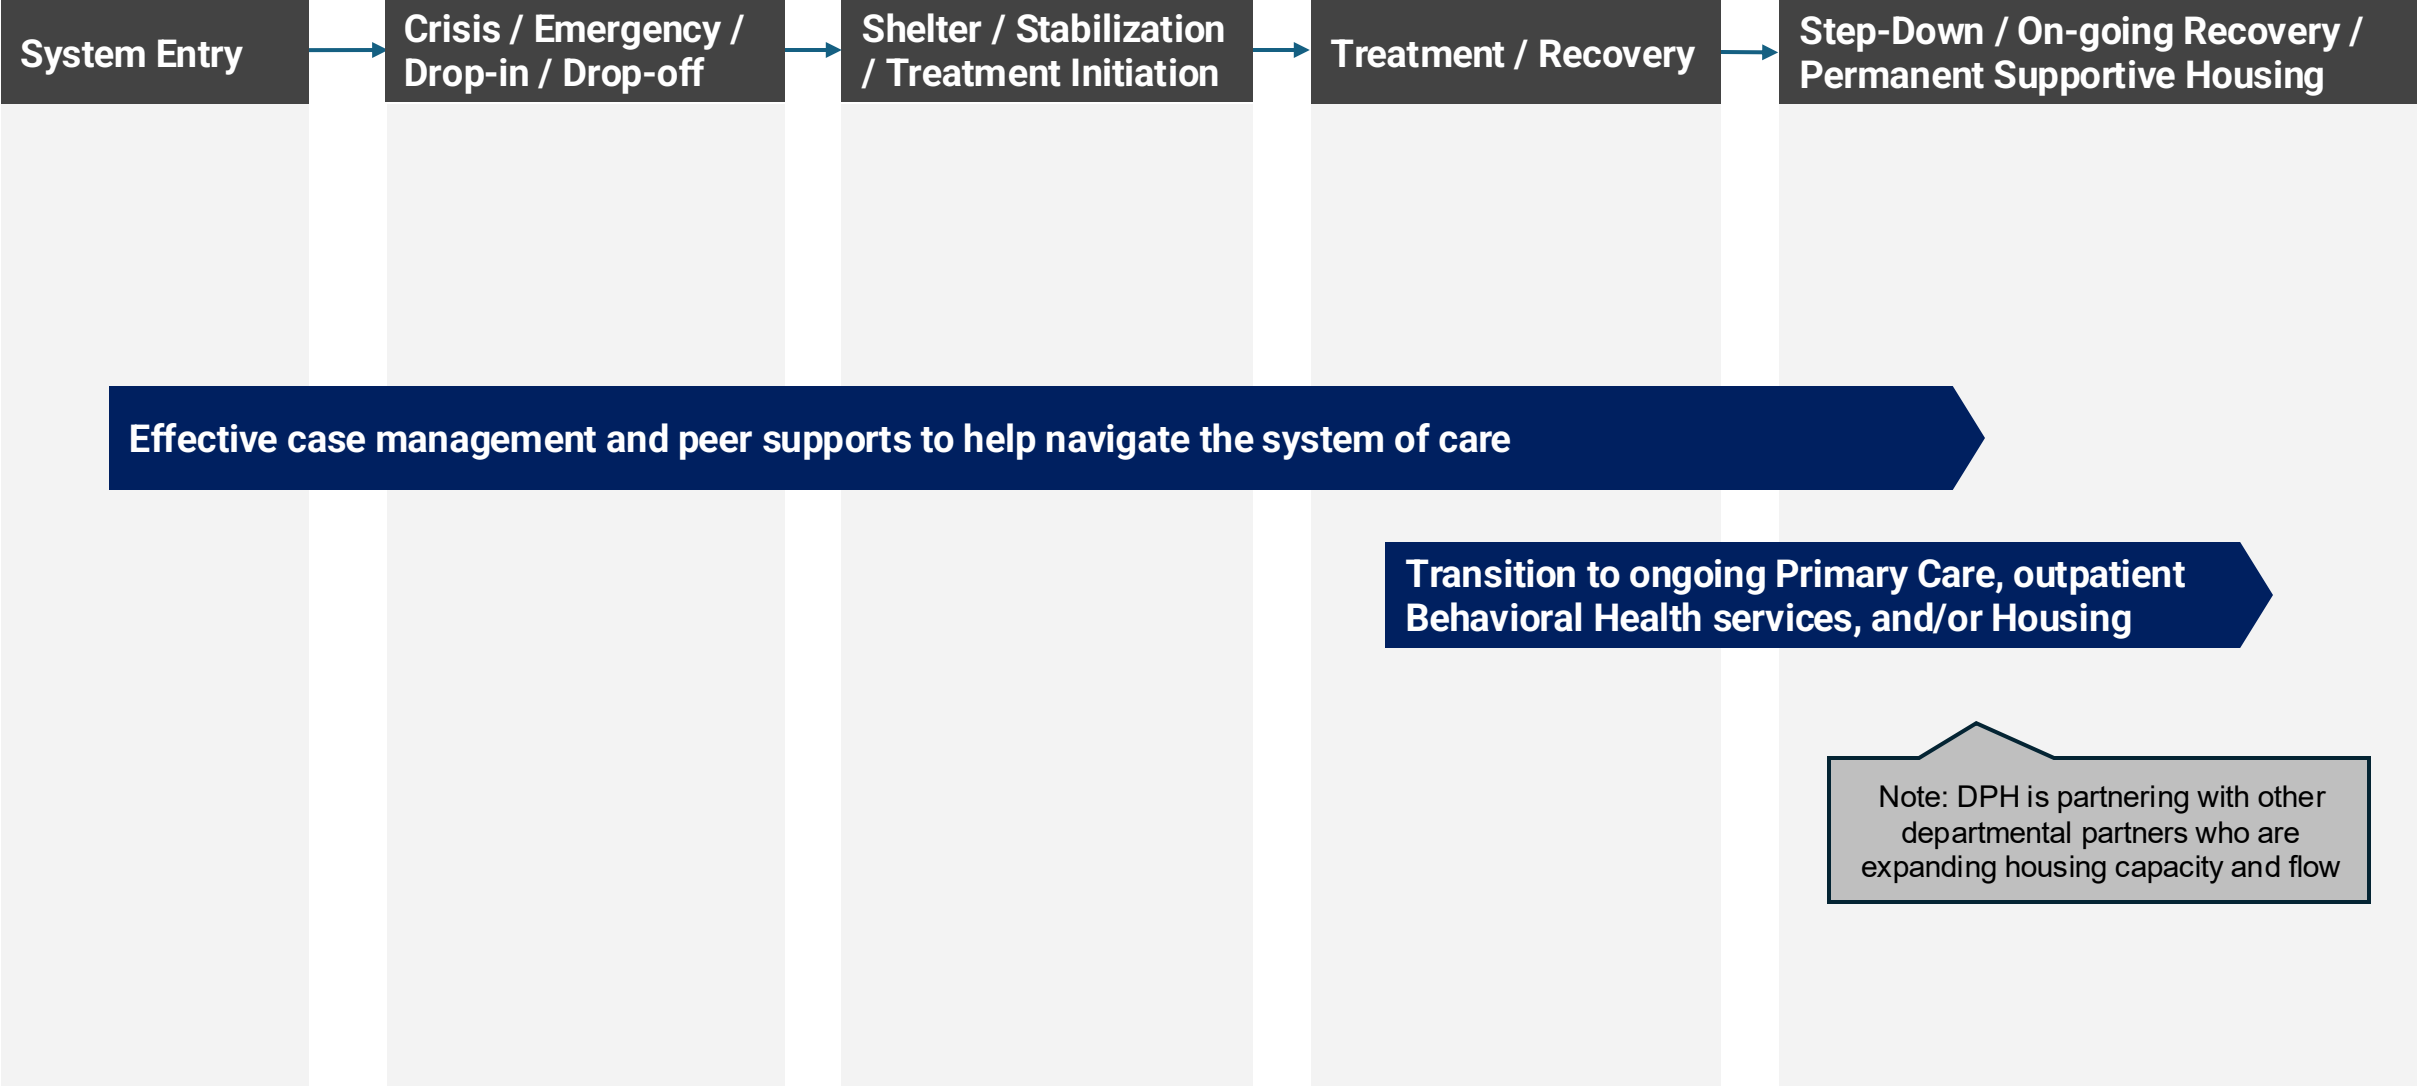 System Entry
Crisis / Emergency /
Drop-in / Drop-off
Shelter / Stabilization
/ Treatment Initiation
Treatment / Recovery
Step-Down / On-going Recovery /
Permanent Supportive Housing
Effective case management and peer supports to help navigate the system of care
Transition to ongoing Primary Care, outpatient
Behavioral Health services, and/or Housing
Note: DPH is partnering with other
departmental partners who are
expanding housing capacity and flow